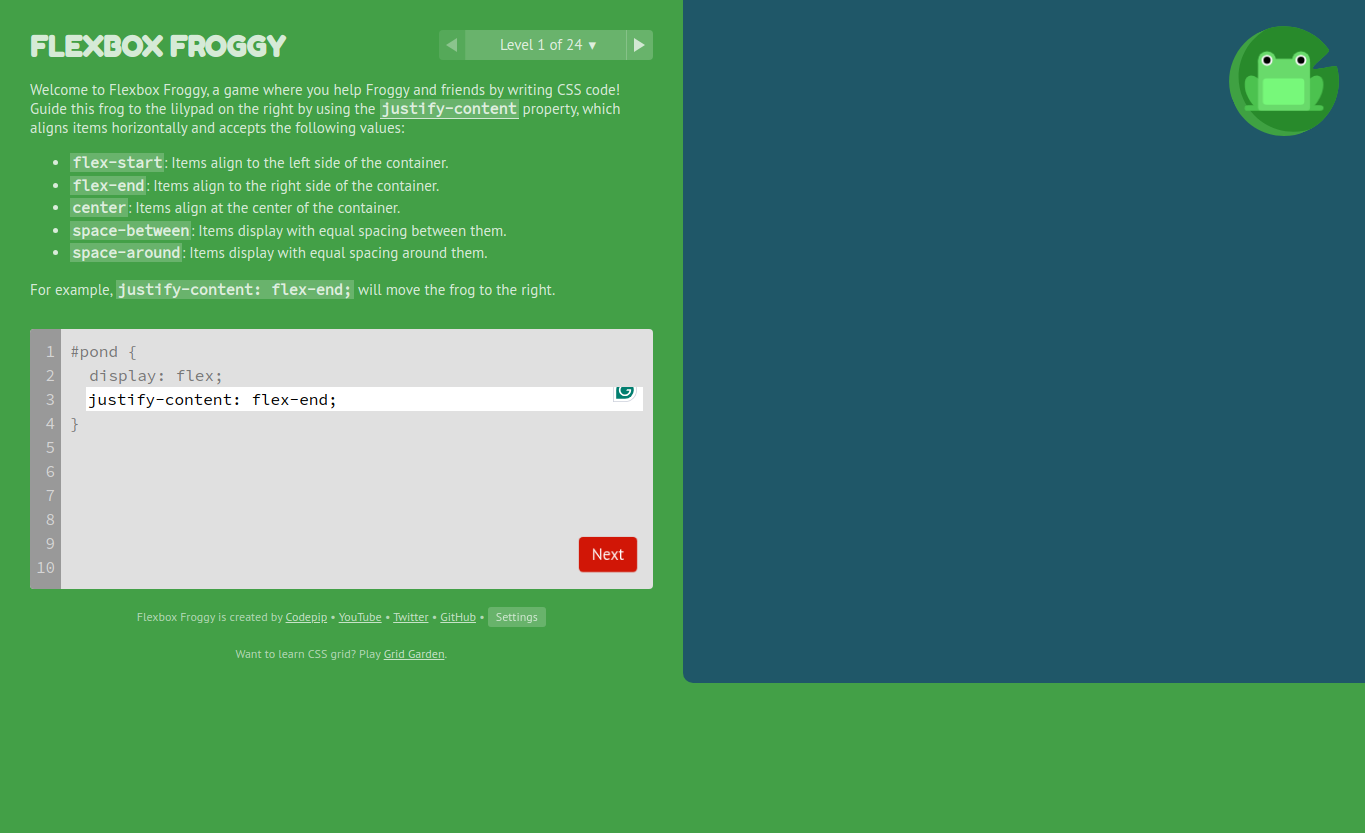 FLEXBOX FROGGY
◀ Level 1 of 24 ▼ ▶
Welcome to Flexbox Froggy, a game where you help Froggy and friends by writing CSS code!
Guide this frog to the lilypad on the right by using the justify-content property, which
aligns items horizontally and accepts the following values:
• flex-start: Items align to the left side of the container.
• flex-end: Items align to the right side of the container.
• center: Items align at the center of the container.
• space-between: Items display with equal spacing between them.
• space-around: Items display with equal spacing around them.
For example, justify-content: flex-end; will move the frog to the right.
1 #pond {
2 display: flex;
3 justify-content: flex-end;
4 }
5
6
7
8
9
10
Next
Flexbox Froggy is created by Codepip • YouTube • Twitter • GitHub • Settings
Want to learn CSS grid? Play Grid Garden.